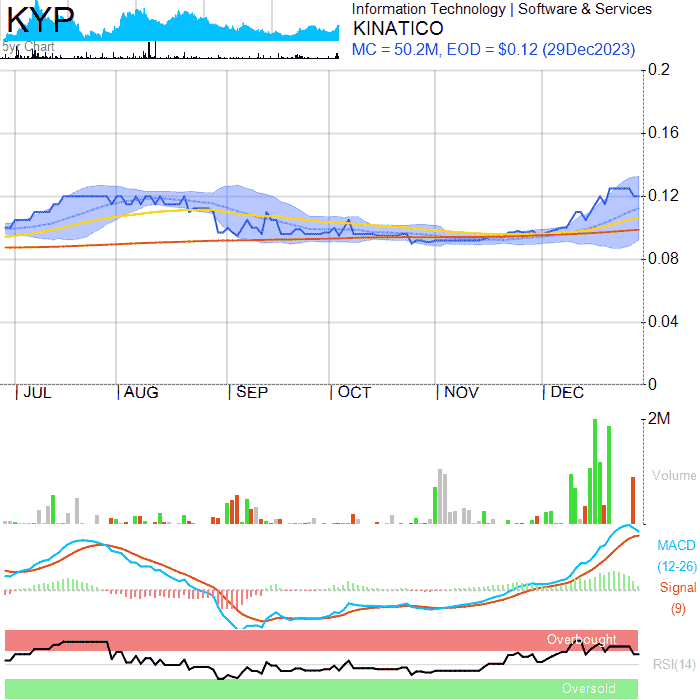 KYP
5yr Chart
Information Technology | Software & Services
KINATICO
MC = 50.2M, EOD = $0.12 (29Dec2023)
0.2
0.16
0.12
0.08
0.04
0
| JUL | AUG | SEP | OCT | NOV | DEC
2M
Volume
MACD
(12-26)
Signal
(9)
Overbought
RSI(14)
Oversold